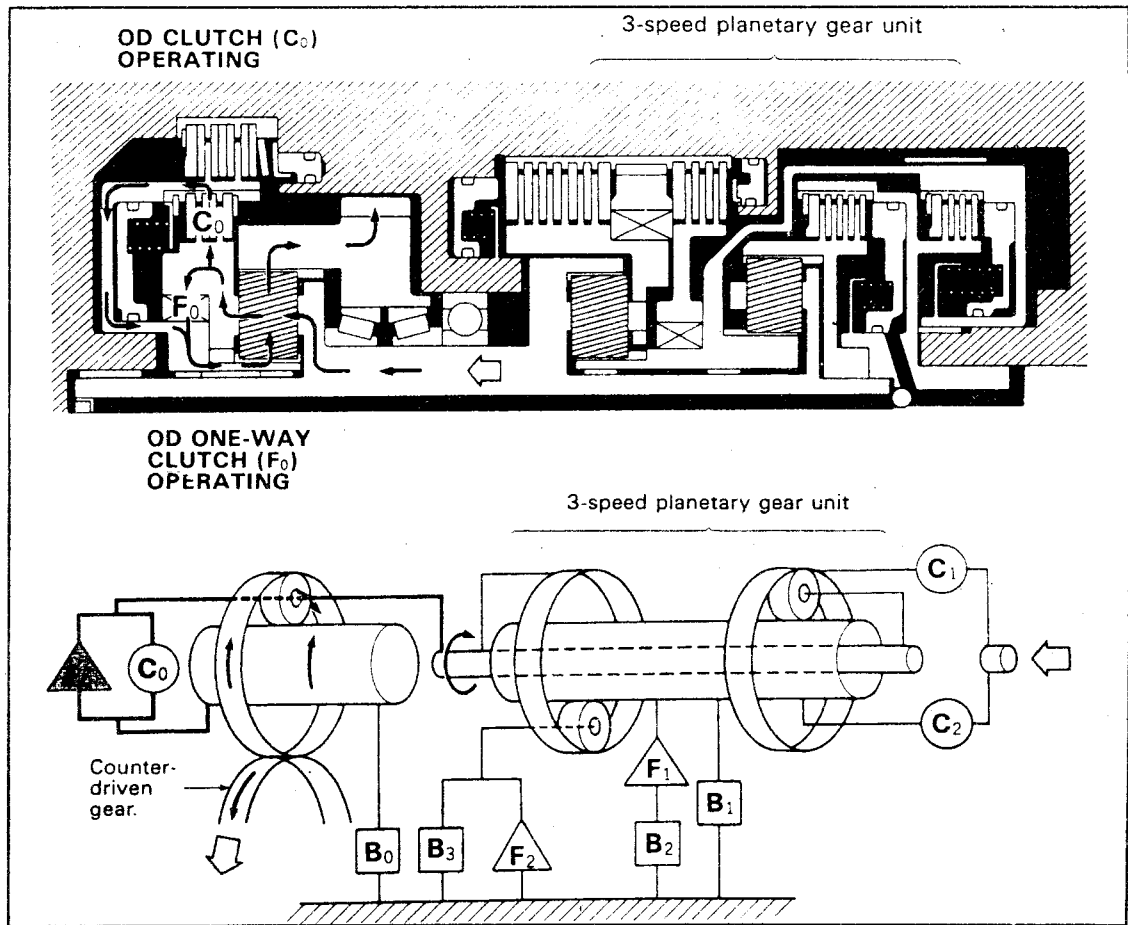 OD CLUTCH (C₀)
OPERATING
3-speed planetary gear unit
C₀
F₀
OD ONE-WAY
CLUTCH (F₀)
OPERATING
3-speed planetary gear unit
C₁
C₀
C₂
Counter-
driven
gear.
F₁
B₁
B₀
B₃
F₂
B₂